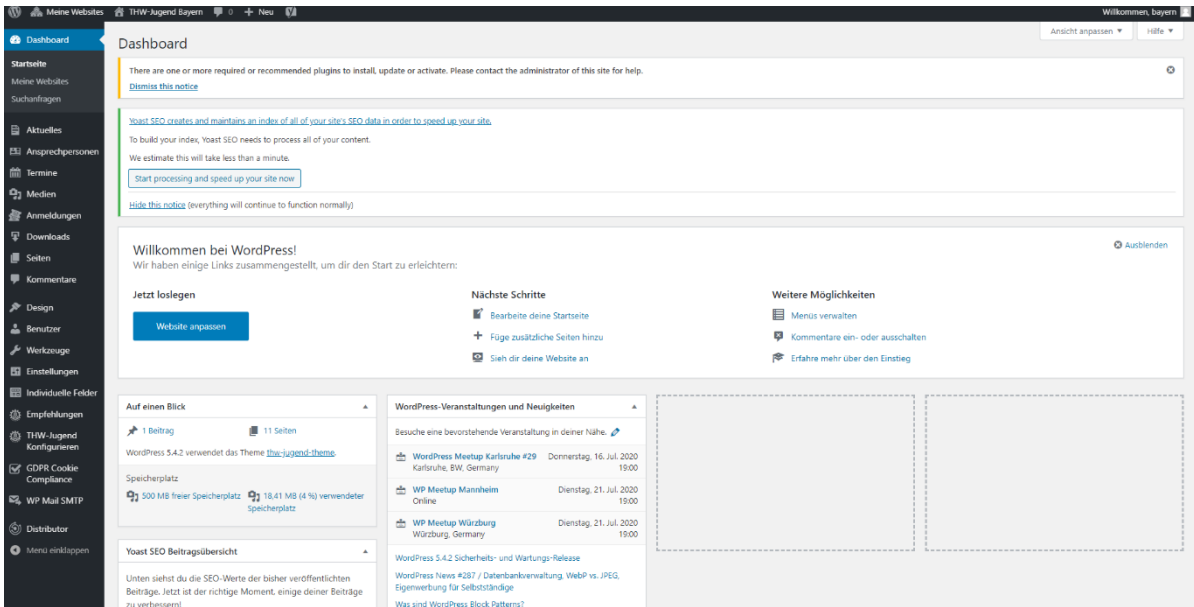 Meine Websites
THW-Jugend Bayern
0
Neu
Willkommen, bayern
Dashboard
Startseite
Meine Websites
Suchanfragen
Aktuelles
Ansprechpersonen
Termine
Medien
Anmeldungen
Downloads
Seiten
Kommentare
Design
Benutzer
Werkzeuge
Einstellungen
Individuelle Felder
Empfehlungen
THW-Jugend
Konfigurieren
GDPR Cookie
Compliance
WP Mail SMTP
Distributor
Menü einklappen
Dashboard
Ansicht anpassen ▼
Hilfe ▼
There are one or more required or recommended plugins to install, update or activate. Please contact the administrator of this site for help.
Dismiss this notice
Yoast SEO creates and maintains an index of all of your site's SEO data in order to speed up your site.
To build your index, Yoast SEO needs to process all of your content.
We estimate this will take less than a minute.
Start processing and speed up your site now
Hide this notice (everything will continue to function normally)
Willkommen bei WordPress!
Wir haben einige Links zusammengestellt, um dir den Start zu erleichtern:
Ausblenden
Jetzt loslegen
Website anpassen
Nächste Schritte
Bearbeite deine Startseite
Füge zusätzliche Seiten hinzu
Sieh dir deine Website an
Weitere Möglichkeiten
Menüs verwalten
Kommentare ein- oder ausschalten
Erfahre mehr über den Einstieg
Auf einen Blick
1 Beitrag
11 Seiten
WordPress 5.4.2 verwendet das Theme thw-jugend-theme.
Speicherplatz
500 MB freier Speicherplatz
18,41 MB (4 %) verwendeter
Speicherplatz
Yoast SEO Beitragsübersicht
Unten siehst du die SEO-Werte der bisher veröffentlichten
Beiträge. Jetzt ist der richtige Moment, einige deiner Beiträge
zu verbessern!
WordPress-Veranstaltungen und Neuigkeiten
Besuche eine bevorstehende Veranstaltung in deiner Nähe.
WordPress Meetup Karlsruhe #29 Donnerstag, 16. Jul. 2020
Karlsruhe, BW, Germany 19:00
WP Meetup Mannheim Dienstag, 21. Jul. 2020
Online 19:00
WP Meetup Würzburg Dienstag, 21. Jul. 2020
Würzburg, Germany 19:00
WordPress 5.4.2 Sicherheits- und Wartungs-Release
WordPress News #287 / Datenbankverwaltung, WebP vs. JPEG,
Eigenwerbung für Selbstständige
Was sind WordPress Block Patterns?